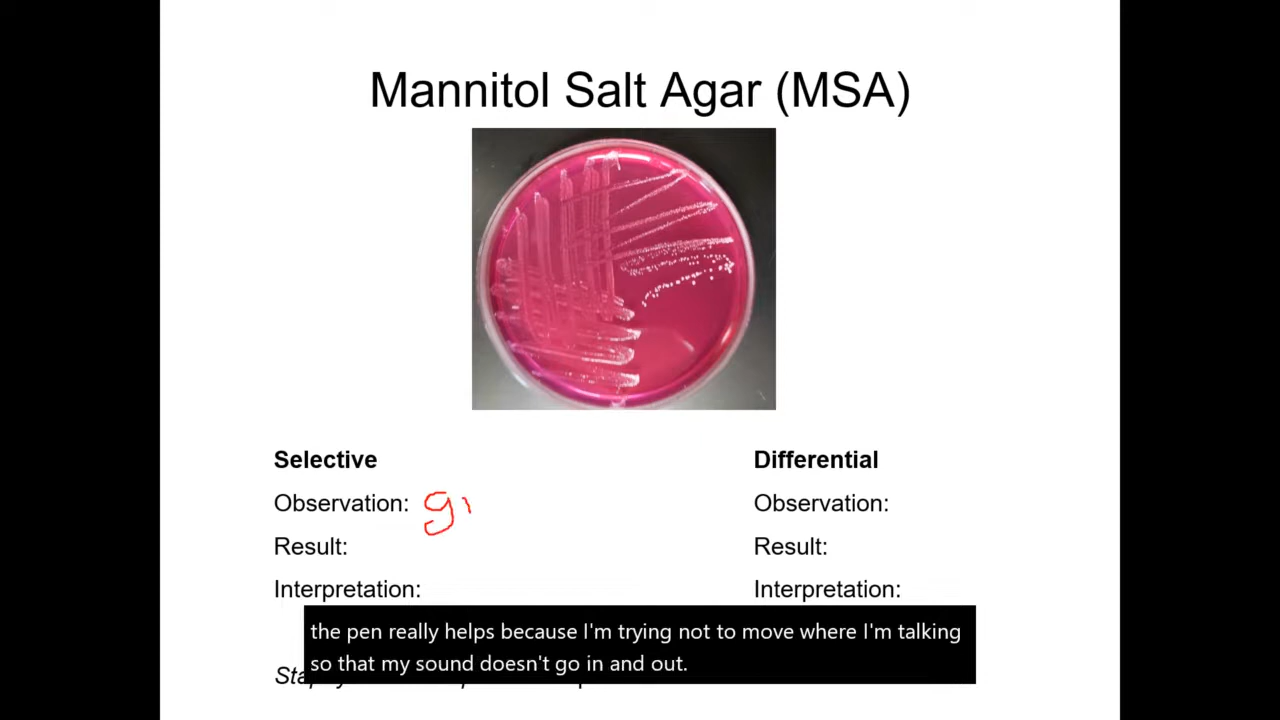 Mannitol Salt Agar (MSA)
Selective
Observation: gr
Result:
Interpretation:
Differential
Observation:
Result:
Interpretation:
the pen really helps because I'm trying not to move where I'm talking
so that my sound doesn't go in and out.